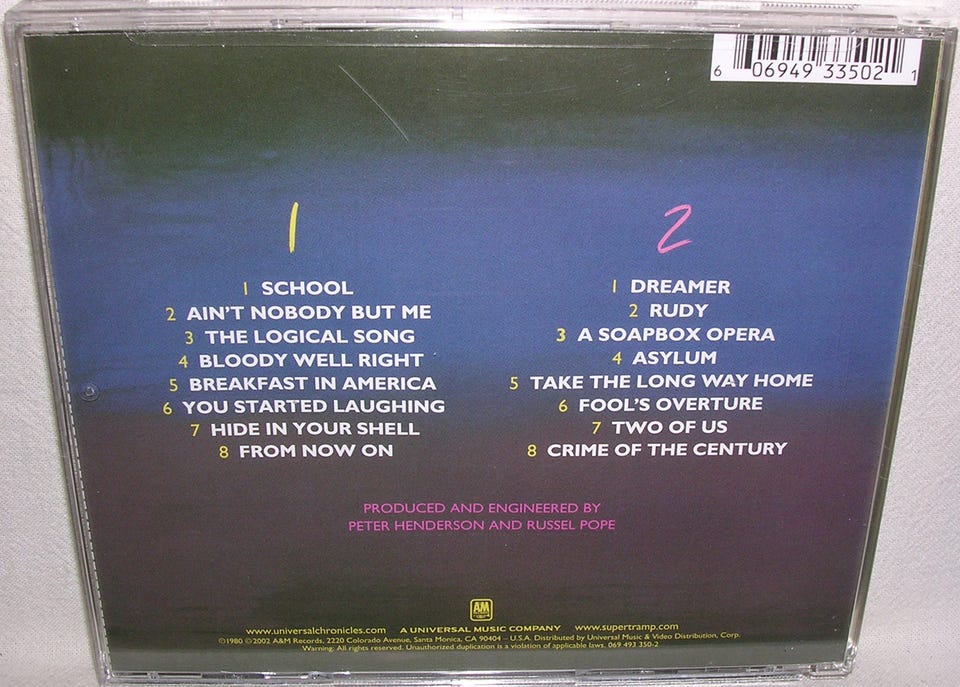 6 06949 33502 1
1
1 SCHOOL
2 AIN'T NOBODY BUT ME
3 THE LOGICAL SONG
4 BLOODY WELL RIGHT
5 BREAKFAST IN AMERICA
6 YOU STARTED LAUGHING
7 HIDE IN YOUR SHELL
8 FROM NOW ON
2
1 DREAMER
2 RUDY
3 A SOAPBOX OPERA
4 ASYLUM
5 TAKE THE LONG WAY HOME
6 FOOL'S OVERTURE
7 TWO OF US
8 CRIME OF THE CENTURY
PRODUCED AND ENGINEERED BY
PETER HENDERSON AND RUSSEL POPE
AM
www.universalchronicles.com A UNIVERSAL MUSIC COMPANY www.supertramp.com
©1980 ©2002 A&M Records, 2220 Colorado Avenue, Santa Monica, CA 90404 – U.S.A. Distributed by Universal Music & Video Distribution, Corp.
Warning: All rights reserved. Unauthorized duplication is a violation of applicable laws. 069 493 350-2